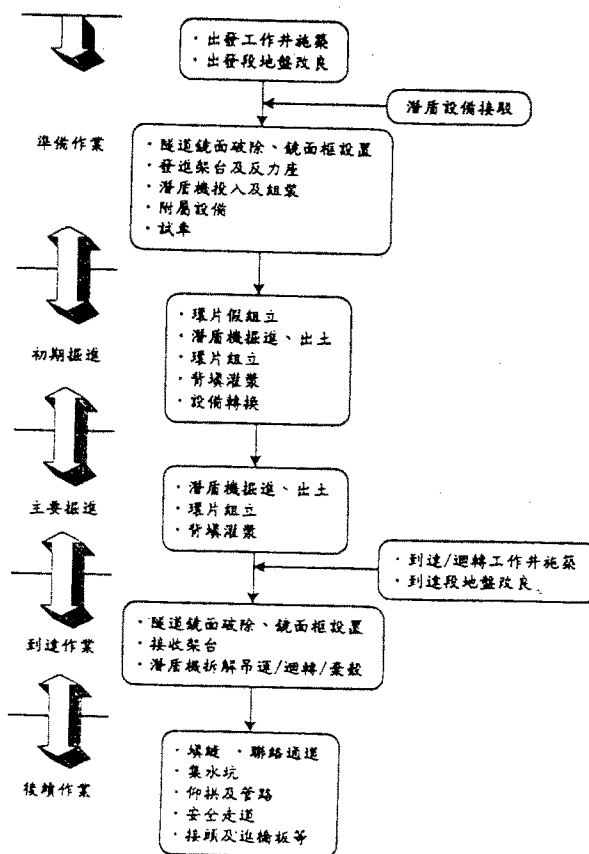 ・出發工作井施築
・出發段地盤改良
潛盾設備接駁
準備作業
・隧道鏡面破除、鏡面框設置
・發進架台及反力座
・潛盾機投入及組裝
・附屬設備
・試車
初期掘進
・環片假組立
・潛盾機掘進、出土
・環片組立
・背填灌漿
・設備轉換
主要掘進
・潛盾機掘進、出土
・環片組立
・背填灌漿
・到達/迴轉工作井施築
・到達段地盤改良
到達作業
・隧道鏡面破除、鏡面框設置
・接收架台
・潛盾機拆解吊運/迴轉/棄殼
後續作業
・填縫 ・聯絡通道
・集水坑
・仰拱及管路
・安全走道
・接頭及進橋板等